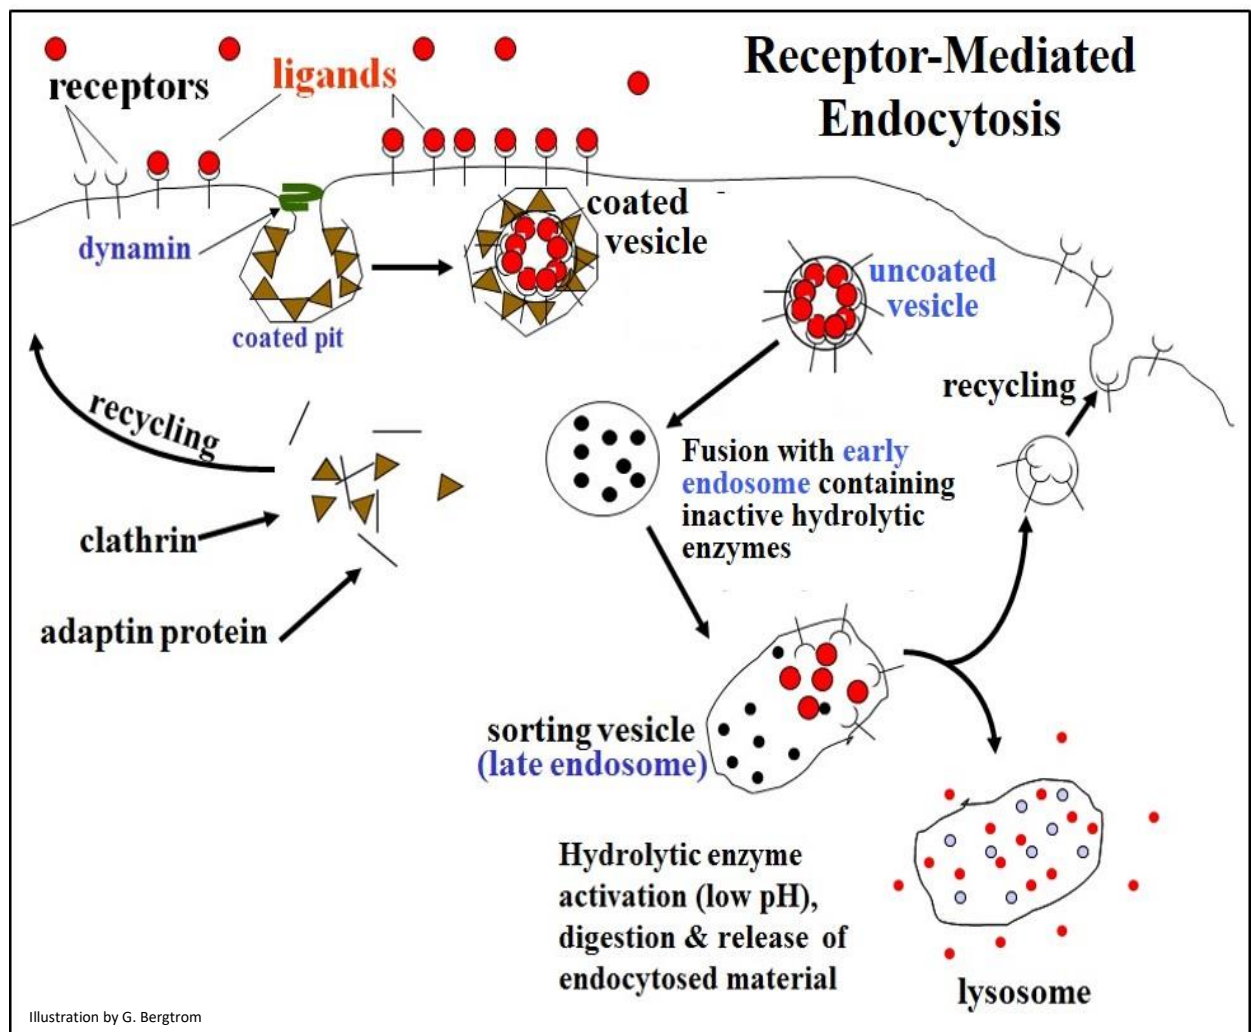 Receptor-Mediated
Endocytosis
receptors
ligands
dynamin
coated pit
coated
vesicle
uncoated
vesicle
recycling
recycling
clathrin
adaptin protein
Fusion with early
endosome containing
inactive hydrolytic
enzymes
sorting vesicle
(late endosome)
Hydrolytic enzyme
activation (low pH),
digestion & release of
endocytosed material
lysosome
Illustration by G. Bergtrom